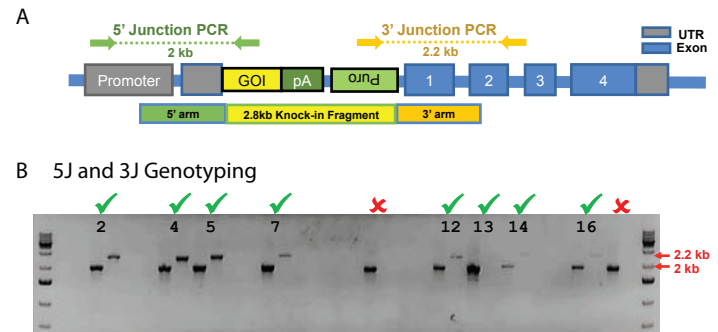 A
5' Junction PCR
2 kb
3' Junction PCR
2.2 kb
UTR
Exon
Promoter
GOI
pA
Puro
1
2
3
4
5' arm
2.8kb Knock-in Fragment
3' arm
B 5J and 3J Genotyping
2 4 5 7 12 13 14 16
2.2 kb
2 kb